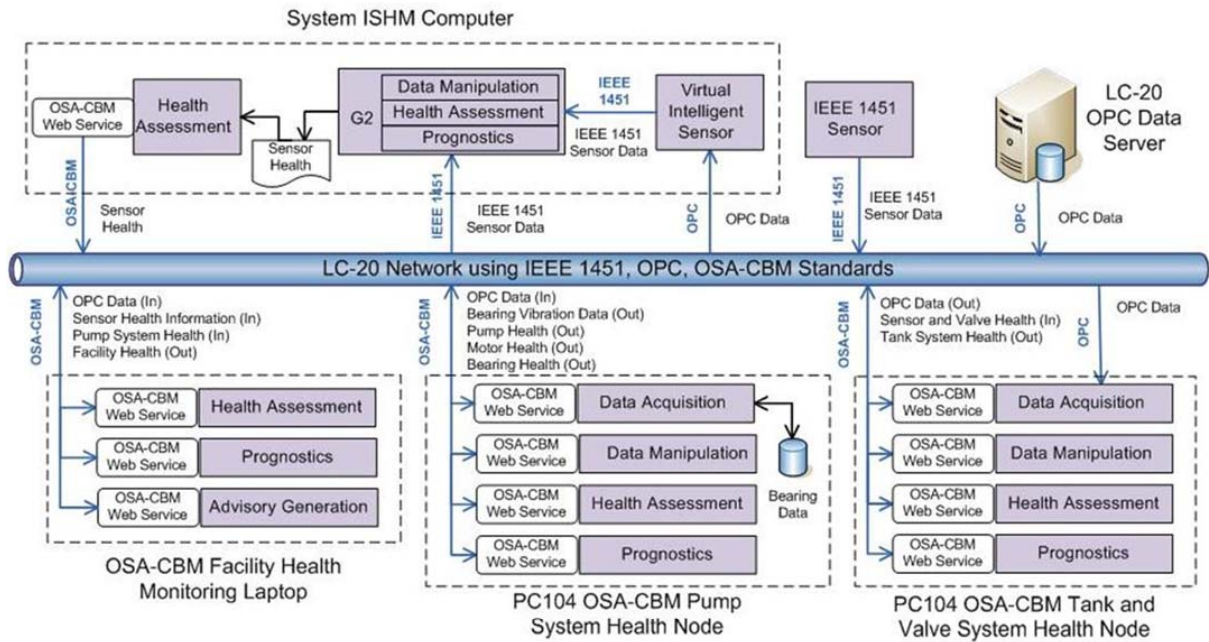 System ISHM Computer
OSA-CBM
Web Service
Health
Assessment
Sensor
Health
G2
Data Manipulation
Health Assessment
Prognostics
IEEE
1451
IEEE 1451
Sensor Data
Virtual
Intelligent
Sensor
IEEE 1451
Sensor
LC-20
OPC Data
Server
OSA-CBM
Sensor
Health
IEEE 1451
IEEE 1451
Sensor Data
OPC
OPC Data
IEEE 1451
IEEE 1451
Sensor Data
OPC
OPC Data
LC-20 Network using IEEE 1451, OPC, OSA-CBM Standards
OSA-CBM
OPC Data (In)
Sensor Health Information (In)
Pump System Health (In)
Facility Health (Out)
OSA-CBM
Web Service
Health Assessment
OSA-CBM
Web Service
Prognostics
OSA-CBM
Web Service
Advisory Generation
OSA-CBM Facility Health
Monitoring Laptop
OSA-CBM
OPC Data (In)
Bearing Vibration Data (Out)
Pump Health (Out)
Motor Health (Out)
Bearing Health (Out)
OSA-CBM
Web Service
Data Acquisition
OSA-CBM
Web Service
Data Manipulation
OSA-CBM
Web Service
Health Assessment
OSA-CBM
Web Service
Prognostics
Bearing
Data
PC104 OSA-CBM Pump
System Health Node
OSA-CBM
OPC Data (Out)
Sensor and Valve Health (In)
Tank System Health (Out)
OPC
OPC Data
OSA-CBM
Web Service
Data Acquisition
OSA-CBM
Web Service
Data Manipulation
OSA-CBM
Web Service
Health Assessment
OSA-CBM
Web Service
Prognostics
PC104 OSA-CBM Tank and
Valve System Health Node